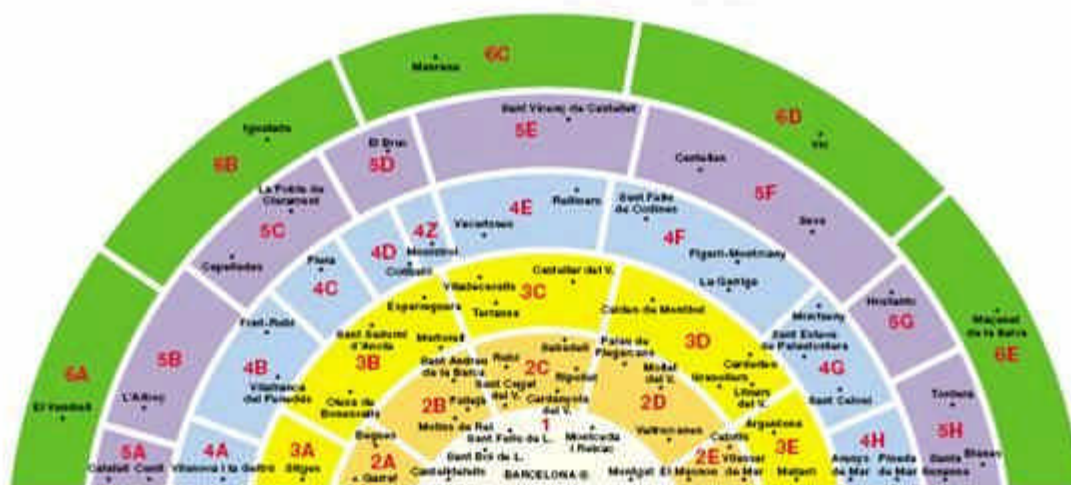 6C
Manresa
6D
Vic
Sant Vicenç de Castellet
5E
Igualada
6B
El Bruc
5D
Centelles
5F
La Pobla de
Claramunt
5C
4E
Rellinars
Vacarisses
Sant Feliu
de Codines
Seva
4Z
4F
4D
Monistrol
Collbató
Figaró-Montmany
Capellades
Piera
4C
Castellar del V.
Viladecavalls
3C
La Garriga
Hostalric
5G
Esparreguera
Terrassa
Caldes de Montbui
Montseny
Maçanet
de la Selva
Font-Rubí
Sant Sadurní
d'Anoia
Martorell
Sabadell
Palau de
Plegamans
3D
Sant Esteve
de Palautordera
5B
3B
Sant Andreu
de la Barca
Rubí
2C
Cardedeu
6E
6A
4B
Sant Cugat
del V.
Ripollet
Mollet
del V.
Granollers
4G
Vilafranca
del Penedès
Llinars
del V.
L'Arboç
Olesa de
Bonesvalls
2B
Pallejà
Cerdanyola
del V.
2D
Sant Celoni
Tordera
El Vendrell
Molins de Rei
1
Argentona
Begues
Sant Feliu de L.
Montcada
i Reixac
Vallromanes
Cabrils
4H
5H
5A
4A
3A
2A
Sant Boi de L.
2E
Vilassar
de Mar
3E
Calafell
Cunit
Vilanova i la Geltrú
Sitges
Garraf
Castelldefels
BARCELONA
Montgat
El Masnou
Mataró
Arenys
de Mar
Pineda
de Mar
Santa
Susanna
Blanes